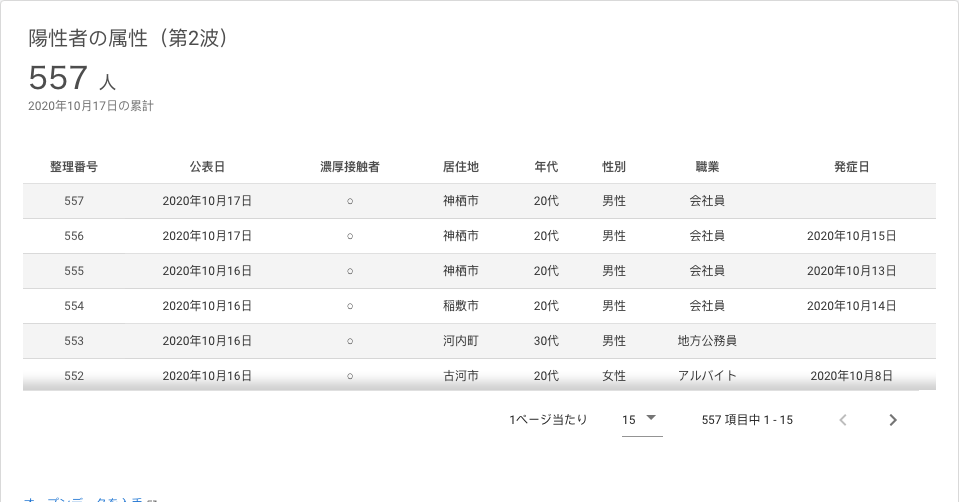 陽性者の属性（第2波）
557 人
2020年10月17日の累計
整理番号 公表日 濃厚接触者 居住地 年代 性別 職業 発症日
557 2020年10月17日 ○ 神栖市 20代 男性 会社員
556 2020年10月17日 ○ 神栖市 20代 男性 会社員 2020年10月15日
555 2020年10月16日 ○ 神栖市 20代 男性 会社員 2020年10月13日
554 2020年10月16日 ○ 稲敷市 20代 男性 会社員 2020年10月14日
553 2020年10月16日 ○ 河内町 30代 男性 地方公務員
552 2020年10月16日 ○ 古河市 20代 女性 アルバイト 2020年10月8日
1ページ当たり 15 557 項目中 1 - 15
オープンデータを入手